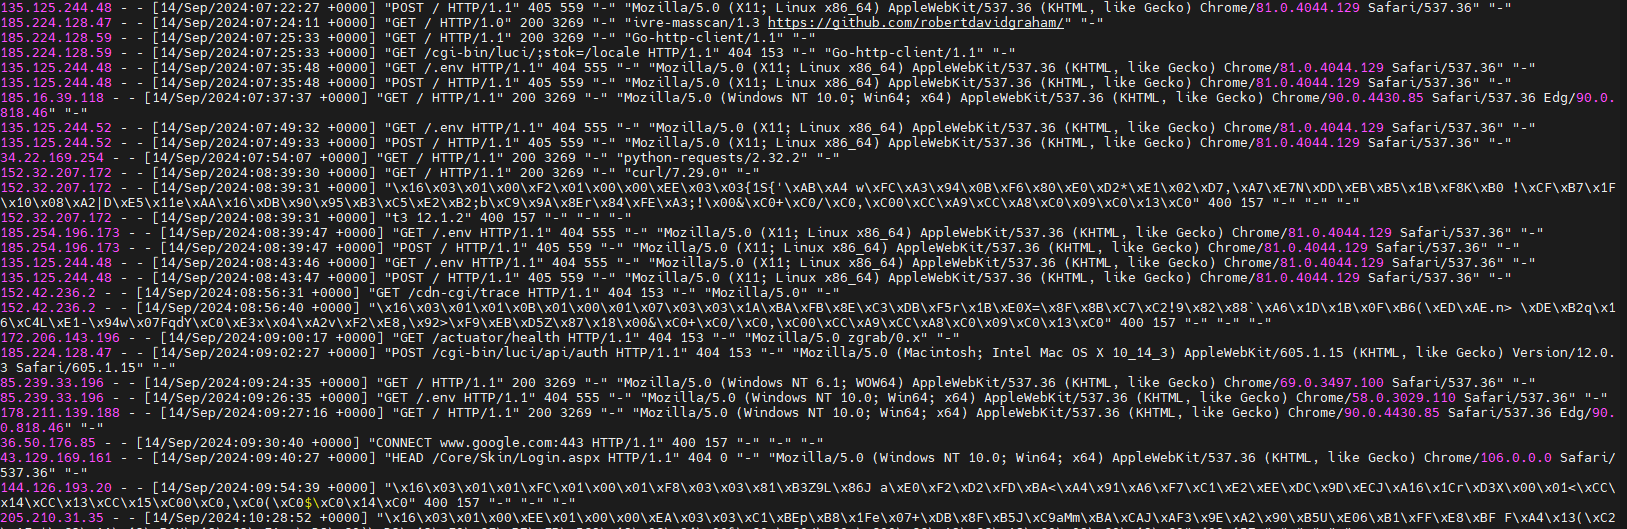 135.125.244.48 - - [14/Sep/2024:07:22:27 +0000] "POST / HTTP/1.1" 405 559 "-" "Mozilla/5.0 (X11; Linux x86_64) AppleWebKit/537.36 (KHTML, like Gecko) Chrome/81.0.4044.129 Safari/537.36" "-"
185.224.128.47 - - [14/Sep/2024:07:24:11 +0000] "GET / HTTP/1.0" 200 3269 "-" "ivre-masscan/1.3 https://github.com/robertdavidgraham/" "-"
185.224.128.59 - - [14/Sep/2024:07:25:33 +0000] "GET / HTTP/1.1" 200 3269 "-" "Go-http-client/1.1" "-"
185.224.128.59 - - [14/Sep/2024:07:25:33 +0000] "GET /cgi-bin/luci/;stok=/locale HTTP/1.1" 404 153 "-" "Go-http-client/1.1" "-"
135.125.244.48 - - [14/Sep/2024:07:35:48 +0000] "GET /.env HTTP/1.1" 404 555 "-" "Mozilla/5.0 (X11; Linux x86_64) AppleWebKit/537.36 (KHTML, like Gecko) Chrome/81.0.4044.129 Safari/537.36" "-"
135.125.244.48 - - [14/Sep/2024:07:35:48 +0000] "POST / HTTP/1.1" 405 559 "-" "Mozilla/5.0 (X11; Linux x86_64) AppleWebKit/537.36 (KHTML, like Gecko) Chrome/81.0.4044.129 Safari/537.36" "-"
185.16.39.118 - - [14/Sep/2024:07:37:37 +0000] "GET / HTTP/1.1" 200 3269 "-" "Mozilla/5.0 (Windows NT 10.0; Win64; x64) AppleWebKit/537.36 (KHTML, like Gecko) Chrome/90.0.4430.85 Safari/537.36 Edg/90.0.
818.46" "-"
135.125.244.52 - - [14/Sep/2024:07:49:32 +0000] "GET /.env HTTP/1.1" 404 555 "-" "Mozilla/5.0 (X11; Linux x86_64) AppleWebKit/537.36 (KHTML, like Gecko) Chrome/81.0.4044.129 Safari/537.36" "-"
135.125.244.52 - - [14/Sep/2024:07:49:33 +0000] "POST / HTTP/1.1" 405 559 "-" "Mozilla/5.0 (X11; Linux x86_64) AppleWebKit/537.36 (KHTML, like Gecko) Chrome/81.0.4044.129 Safari/537.36" "-"
34.22.169.254 - - [14/Sep/2024:07:54:07 +0000] "GET / HTTP/1.1" 200 3269 "-" "python-requests/2.32.2" "-"
152.32.207.172 - - [14/Sep/2024:08:39:30 +0000] "GET / HTTP/1.1" 200 3269 "-" "curl/7.29.0" "-"
152.32.207.172 - - [14/Sep/2024:08:39:31 +0000] "\x16\x03\x01\x00\xF2\x01\x00\x00\xEE\x03\x03{1S{'\xAB\xA4 w\xFC\xA3\x94\x0B\xF6\x80\xE0\xD2*\xE1\x02\xD7,\xA7\xE7N\xDD\xEB\xB5\x1B\xF8K\xB0 !\xCF\xB7\x1F
\x10\x08\xA2|D\xE5\x11e\xAA\x16\xDB\x90\x95\xB3\xC5\xE2\xB2;b\xC9\x9A\x8Er\x84\xFE\xA3;!\x00&\xC0+\xC0/\xC0,\xC00\xCC\xA9\xCC\xA8\xC0\x09\xC0\x13\xC0" 400 157 "-" "-" "-"
152.32.207.172 - - [14/Sep/2024:08:39:31 +0000] "t3 12.1.2" 400 157 "-" "-" "-"
185.254.196.173 - - [14/Sep/2024:08:39:47 +0000] "GET /.env HTTP/1.1" 404 555 "-" "Mozilla/5.0 (X11; Linux x86_64) AppleWebKit/537.36 (KHTML, like Gecko) Chrome/81.0.4044.129 Safari/537.36" "-"
185.254.196.173 - - [14/Sep/2024:08:39:47 +0000] "POST / HTTP/1.1" 405 559 "-" "Mozilla/5.0 (X11; Linux x86_64) AppleWebKit/537.36 (KHTML, like Gecko) Chrome/81.0.4044.129 Safari/537.36" "-"
135.125.244.48 - - [14/Sep/2024:08:43:46 +0000] "GET /.env HTTP/1.1" 404 555 "-" "Mozilla/5.0 (X11; Linux x86_64) AppleWebKit/537.36 (KHTML, like Gecko) Chrome/81.0.4044.129 Safari/537.36" "-"
135.125.244.48 - - [14/Sep/2024:08:43:47 +0000] "POST / HTTP/1.1" 405 559 "-" "Mozilla/5.0 (X11; Linux x86_64) AppleWebKit/537.36 (KHTML, like Gecko) Chrome/81.0.4044.129 Safari/537.36" "-"
152.42.236.2 - - [14/Sep/2024:08:56:31 +0000] "GET /cdn-cgi/trace HTTP/1.1" 404 153 "-" "Mozilla/5.0" "-"
152.42.236.2 - - [14/Sep/2024:08:56:40 +0000] "\x16\x03\x01\x01\x0B\x01\x00\x01\x07\x03\x03\x1A\xBA\xFB\x8E\xC3\xDB\xF5r\x1B\xE0X=\x8F\x8B\xC7\xC2!9\x82\x88`\xA6\x1D\x1B\x0F\xB6(\xED\xAE.n> \xDE\xB2q\x1
6\xC4L\xE1-\x94w\x07FqdY\xC0\xE3x\x04\xA2v\xF2\xE8,\x92>\xF9\xEB\xD5Z\x87\x18\x00&\xC0+\xC0/\xC0,\xC00\xCC\xA9\xCC\xA8\xC0\x09\xC0\x13\xC0" 400 157 "-" "-" "-"
172.206.143.196 - - [14/Sep/2024:09:00:17 +0000] "GET /actuator/health HTTP/1.1" 404 153 "-" "Mozilla/5.0 zgrab/0.x" "-"
185.224.128.47 - - [14/Sep/2024:09:02:27 +0000] "POST /cgi-bin/luci/api/auth HTTP/1.1" 404 153 "-" "Mozilla/5.0 (Macintosh; Intel Mac OS X 10_14_3) AppleWebKit/605.1.15 (KHTML, like Gecko) Version/12.0.
3 Safari/605.1.15" "-"
85.239.33.196 - - [14/Sep/2024:09:24:35 +0000] "GET / HTTP/1.1" 200 3269 "-" "Mozilla/5.0 (Windows NT 6.1; WOW64) AppleWebKit/537.36 (KHTML, like Gecko) Chrome/69.0.3497.100 Safari/537.36" "-"
85.239.33.196 - - [14/Sep/2024:09:26:35 +0000] "GET /.env HTTP/1.1" 404 555 "-" "Mozilla/5.0 (Windows NT 10.0; Win64; x64) AppleWebKit/537.36 (KHTML, like Gecko) Chrome/58.0.3029.110 Safari/537.36" "-"
178.211.139.188 - - [14/Sep/2024:09:27:16 +0000] "GET / HTTP/1.1" 200 3269 "-" "Mozilla/5.0 (Windows NT 10.0; Win64; x64) AppleWebKit/537.36 (KHTML, like Gecko) Chrome/90.0.4430.85 Safari/537.36 Edg/90.
0.818.46" "-"
36.50.176.85 - - [14/Sep/2024:09:30:40 +0000] "CONNECT www.google.com:443 HTTP/1.1" 400 157 "-" "-" "-"
43.129.169.161 - - [14/Sep/2024:09:40:27 +0000] "HEAD /Core/Skin/Login.aspx HTTP/1.1" 404 0 "-" "Mozilla/5.0 (Windows NT 10.0; Win64; x64) AppleWebKit/537.36 (KHTML, like Gecko) Chrome/106.0.0.0 Safari/
537.36" "-"
144.126.193.20 - - [14/Sep/2024:09:54:39 +0000] "\x16\x03\x01\x01\xFC\x01\x00\x01\xF8\x03\x03\x81\xB3Z9L\x86J a\xE0\xF2\xD2\xFD\xBA<\xA4\x91\xA6\xF7\xC1\xE2\xEE\xDC\x9D\xECJ\xA16\x1Cr\xD3X\x00\x01<\xCC
\x14\xCC\x13\xCC\x15\xC00\xC0,\xC0(\xC0$\xC0\x14\xC0" 400 157 "-" "-" "-"
205.210.31.35 - - [14/Sep/2024:10:28:52 +0000] "\x16\x03\x01\x00\xEE\x01\x00\x00\xEA\x03\x03\xC1\xBEp\xB8\x1Fe\x07+\xDB\x8F\xB5J\xC9aMm\xBA\xCAJ\xAF3\x9E\xA2\x90\xB5U\xE06\xB1\xFF\xE8\xBF F\xA4\x13(\x2